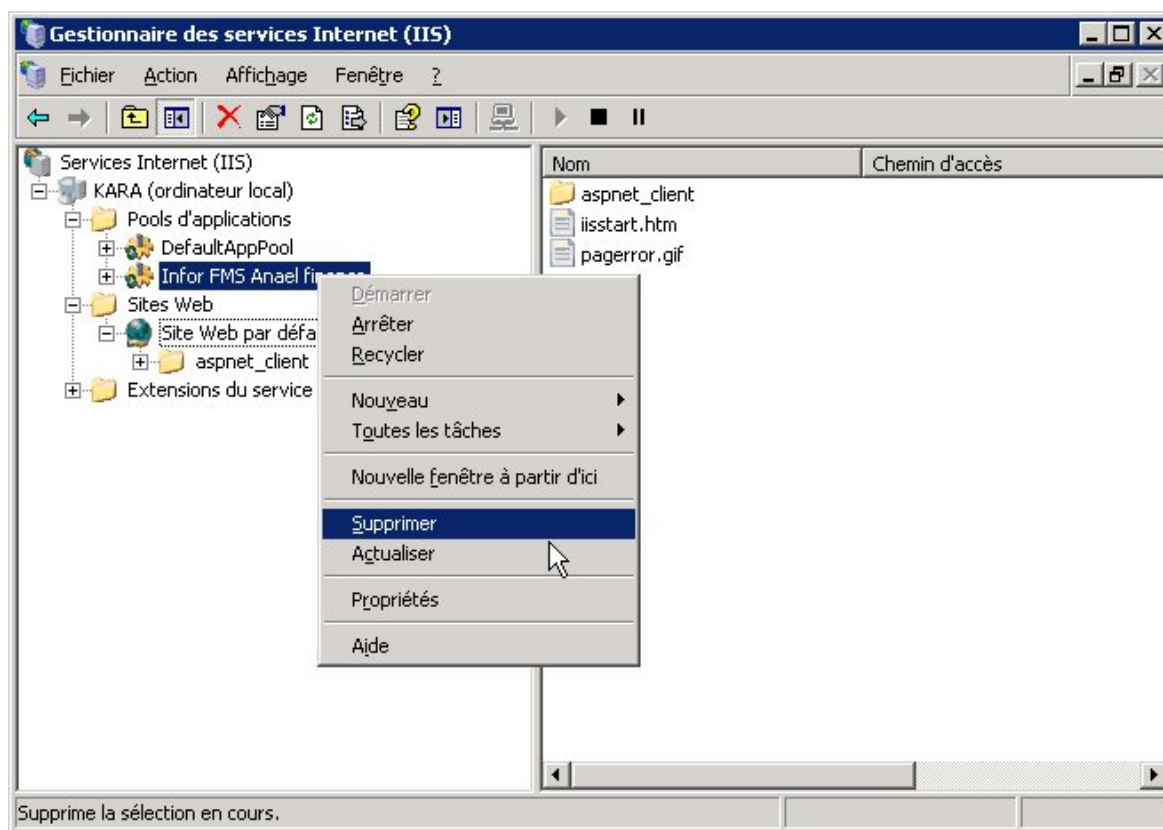 Gestionnaire des services Internet (IIS)
Fichier Action Affichage Fenêtre ?
Services Internet (IIS)
KARA (ordinateur local)
Pools d'applications
DefaultAppPool
Infor FMS Anael finance
Sites Web
Site Web par défa
aspnet_client
Extensions du service
Nom Chemin d'accès
aspnet_client
iisstart.htm
pagerror.gif
Démarrer
Arrêter
Recycler
Nouveau
Toutes les tâches
Nouvelle fenêtre à partir d'ici
Supprimer
Actualiser
Propriétés
Aide
Supprime la sélection en cours.